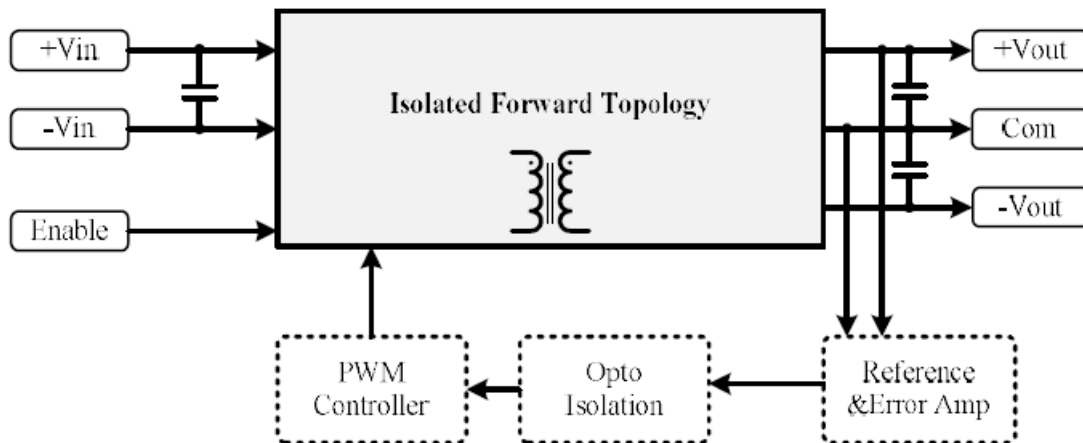 +Vin
+Vout
Isolated Forward Topology
-Vin
Com
-Vout
Enable
PWM
Controller
Opto
Isolation
Reference
&Error Amp